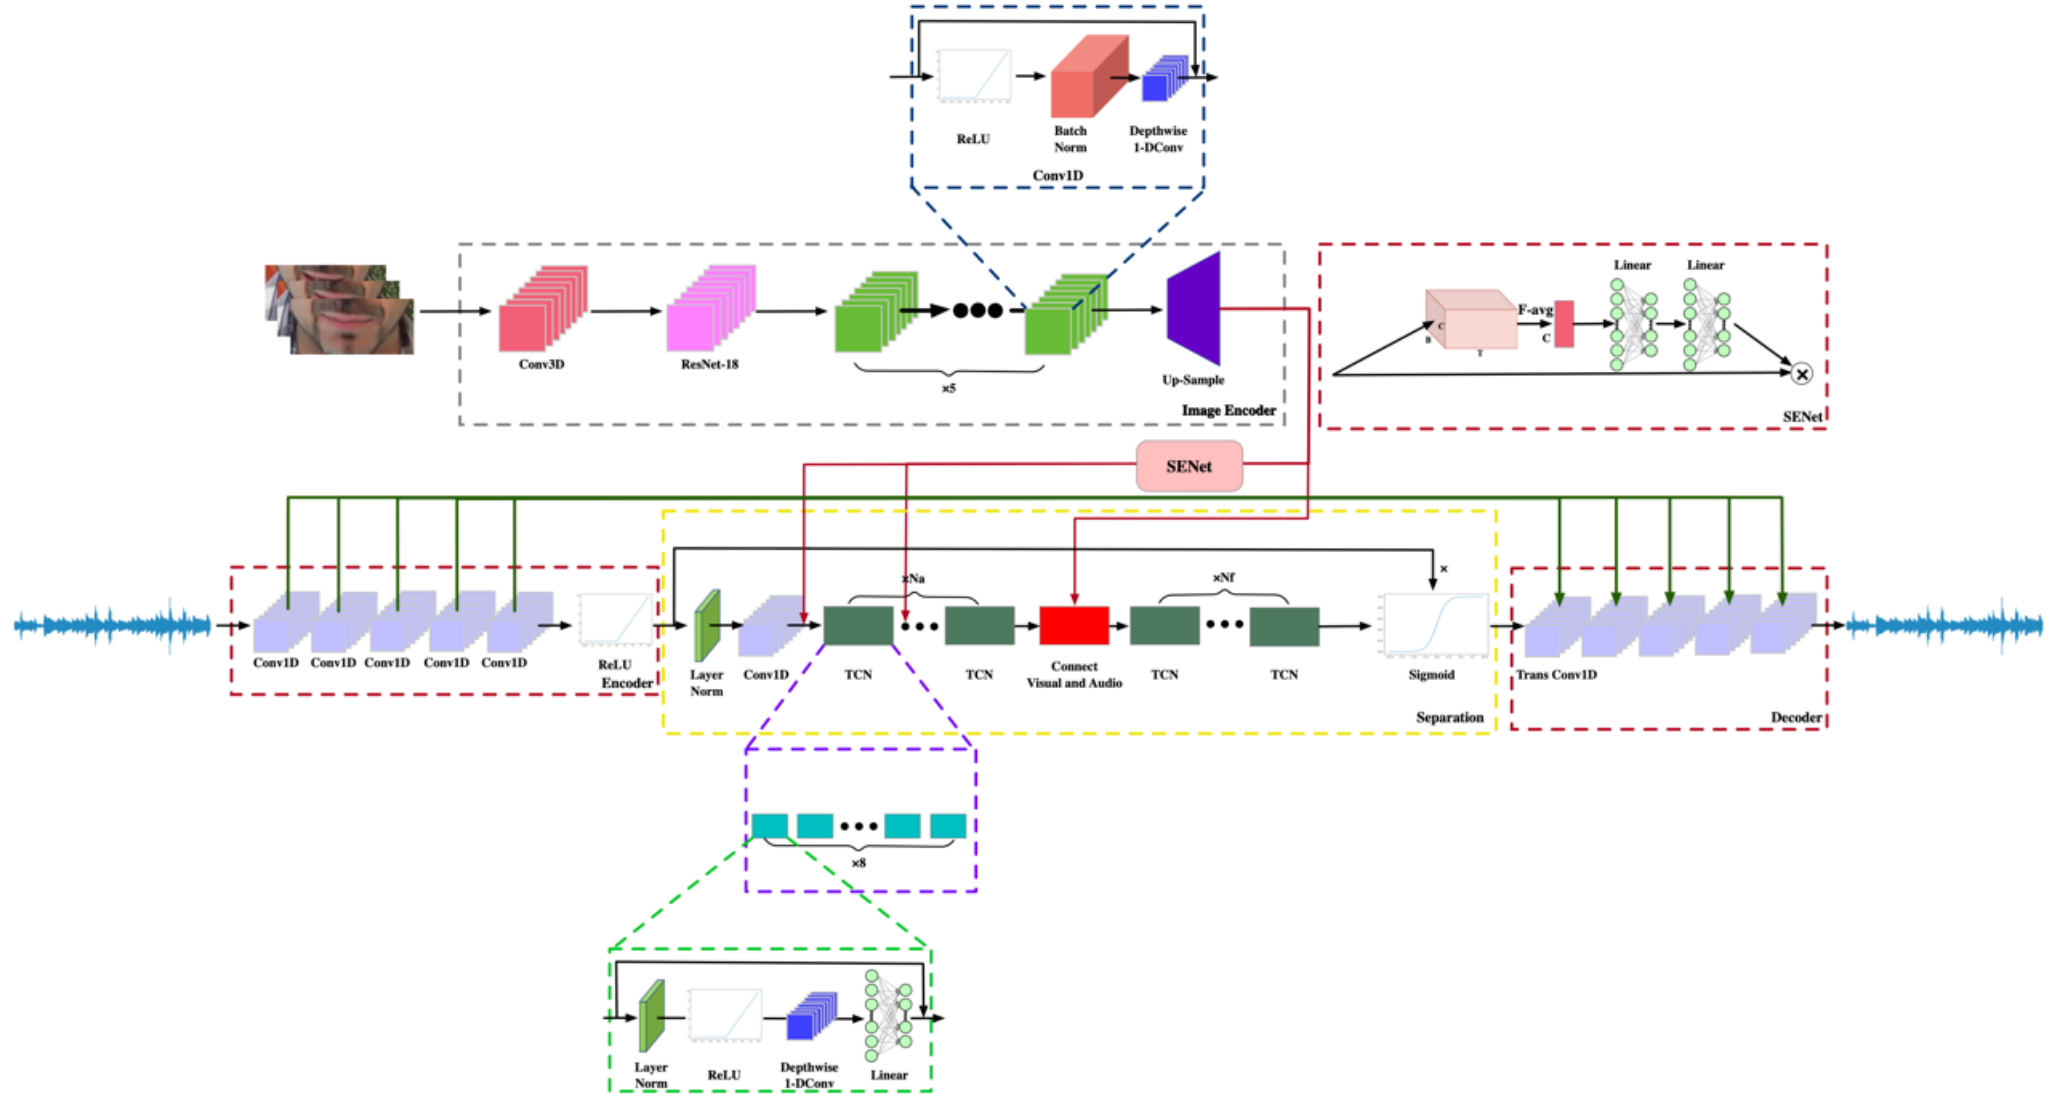 ReLU
Batch
Norm
Depthwise
1-DConv
Conv1D
Conv3D
ResNet-18
×5
Up-Sample
Image Encoder
Linear
Linear
F-avg
C
B
T
C
SENet
SENet
Conv1D
Conv1D
Conv1D
Conv1D
Conv1D
ReLU
Encoder
×Na
×Nf
×
Layer
Norm
Conv1D
TCN
TCN
Connect
Visual and Audio
TCN
TCN
Sigmoid
Separation
Trans Conv1D
Decoder
×8
Layer
Norm
ReLU
Depthwise
1-DConv
Linear